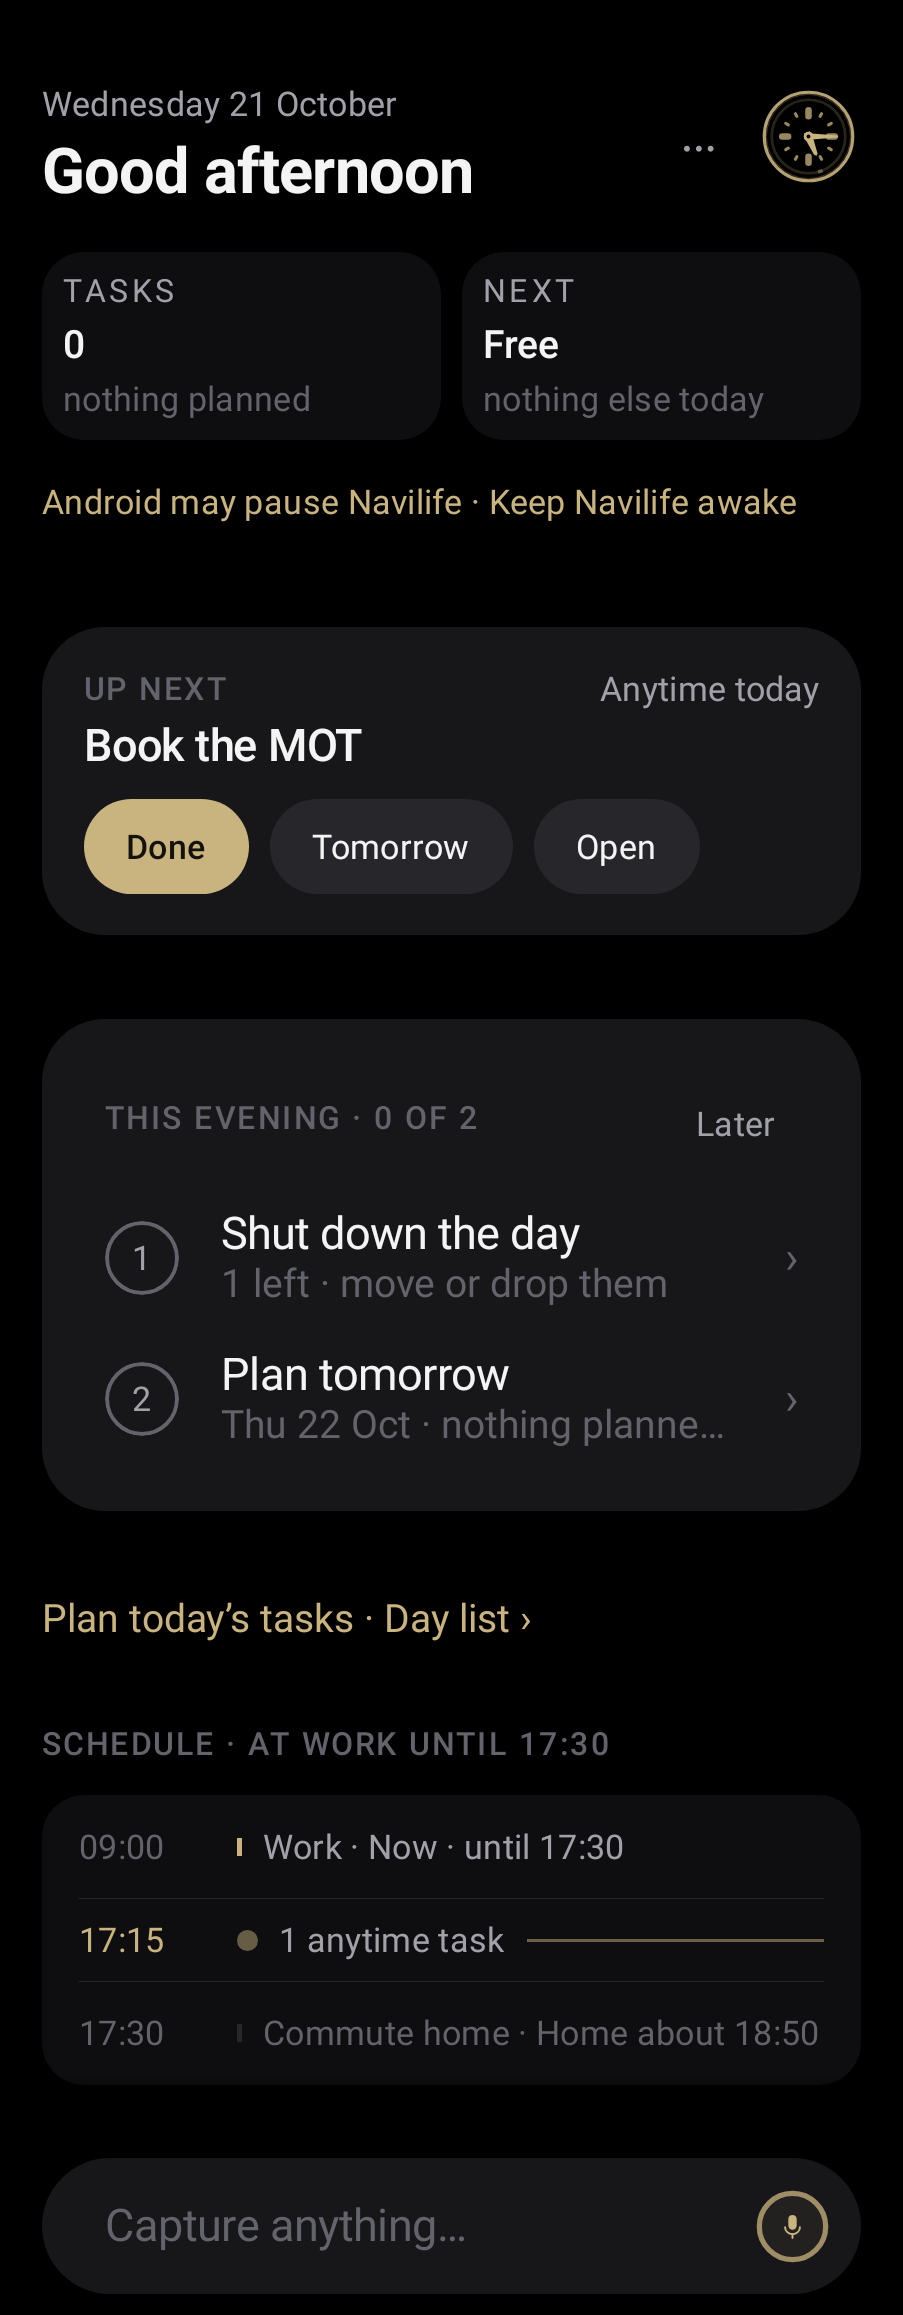 Wednesday 21 October
Good afternoon
...
TASKS
0
nothing planned
NEXT
Free
nothing else today
Android may pause Navilife · Keep Navilife awake
UP NEXT
Anytime today
Book the MOT
Done
Tomorrow
Open
THIS EVENING · 0 OF 2
Later
1
Shut down the day
1 left · move or drop them
›
2
Plan tomorrow
Thu 22 Oct · nothing planne…
›
Plan today’s tasks · Day list ›
SCHEDULE · AT WORK UNTIL 17:30
09:00 Work · Now · until 17:30
17:15 1 anytime task
17:30 Commute home · Home about 18:50
Capture anything…